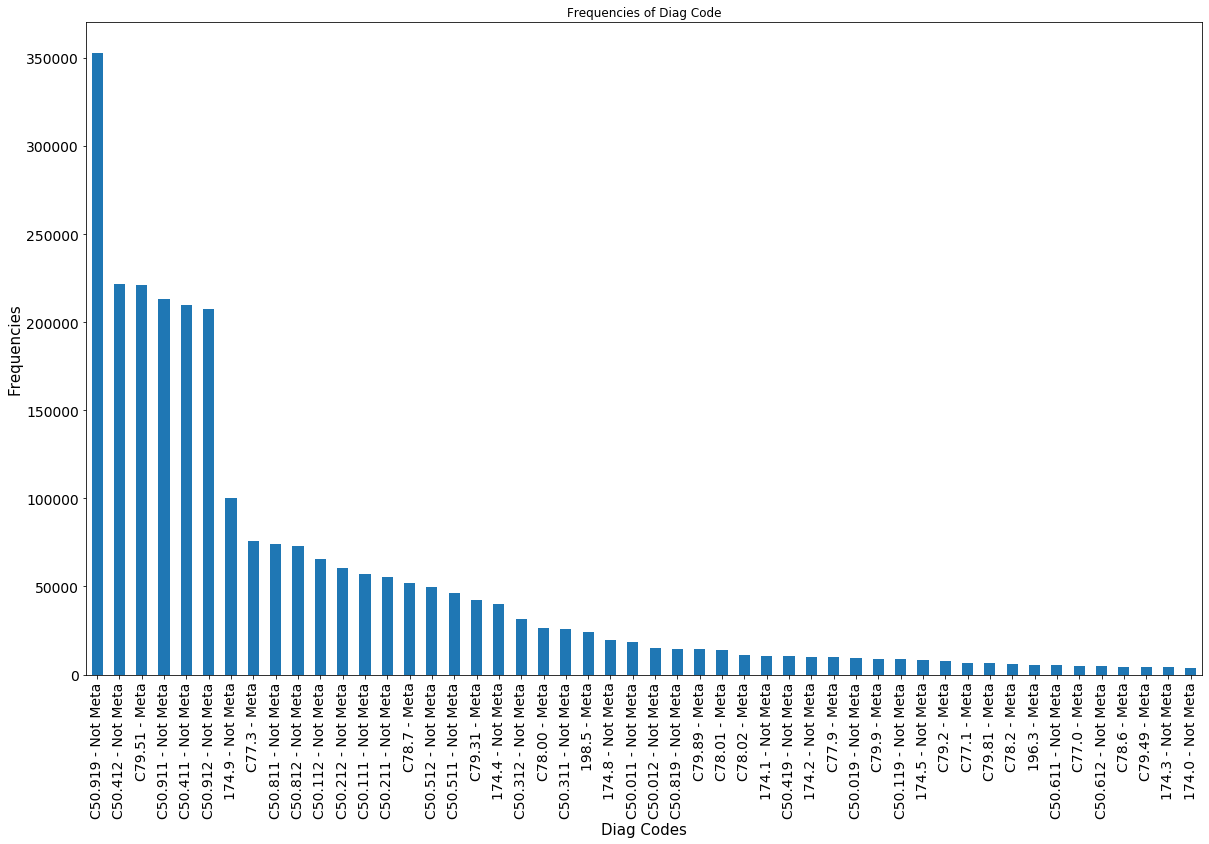 Frequencies of Diag Code
350000
300000
250000
200000
150000
100000
50000
0
Frequencies
C50.919 - Not Meta
C50.412 - Not Meta
C79.51 - Meta
C50.911 - Not Meta
C50.411 - Not Meta
C50.912 - Not Meta
174.9 - Not Meta
C77.3 - Meta
C50.811 - Not Meta
C50.812 - Not Meta
C50.112 - Not Meta
C50.212 - Not Meta
C50.111 - Not Meta
C50.211 - Not Meta
C78.7 - Meta
C50.512 - Not Meta
C50.511 - Not Meta
C79.31 - Meta
174.4 - Not Meta
C50.312 - Not Meta
C78.00 - Meta
C50.311 - Not Meta
198.5 - Meta
174.8 - Not Meta
C50.011 - Not Meta
C50.012 - Not Meta
C50.819 - Not Meta
C79.89 - Meta
C78.01 - Meta
C78.02 - Meta
174.1 - Not Meta
C50.419 - Not Meta
174.2 - Not Meta
C77.9 - Meta
C50.019 - Not Meta
C79.9 - Meta
C50.119 - Not Meta
174.5 - Not Meta
C79.2 - Meta
C77.1 - Meta
C79.81 - Meta
C78.2 - Meta
196.3 - Meta
C50.611 - Not Meta
C77.0 - Meta
C50.612 - Not Meta
C78.6 - Meta
C79.49 - Meta
174.3 - Not Meta
174.0 - Not Meta
Diag Codes